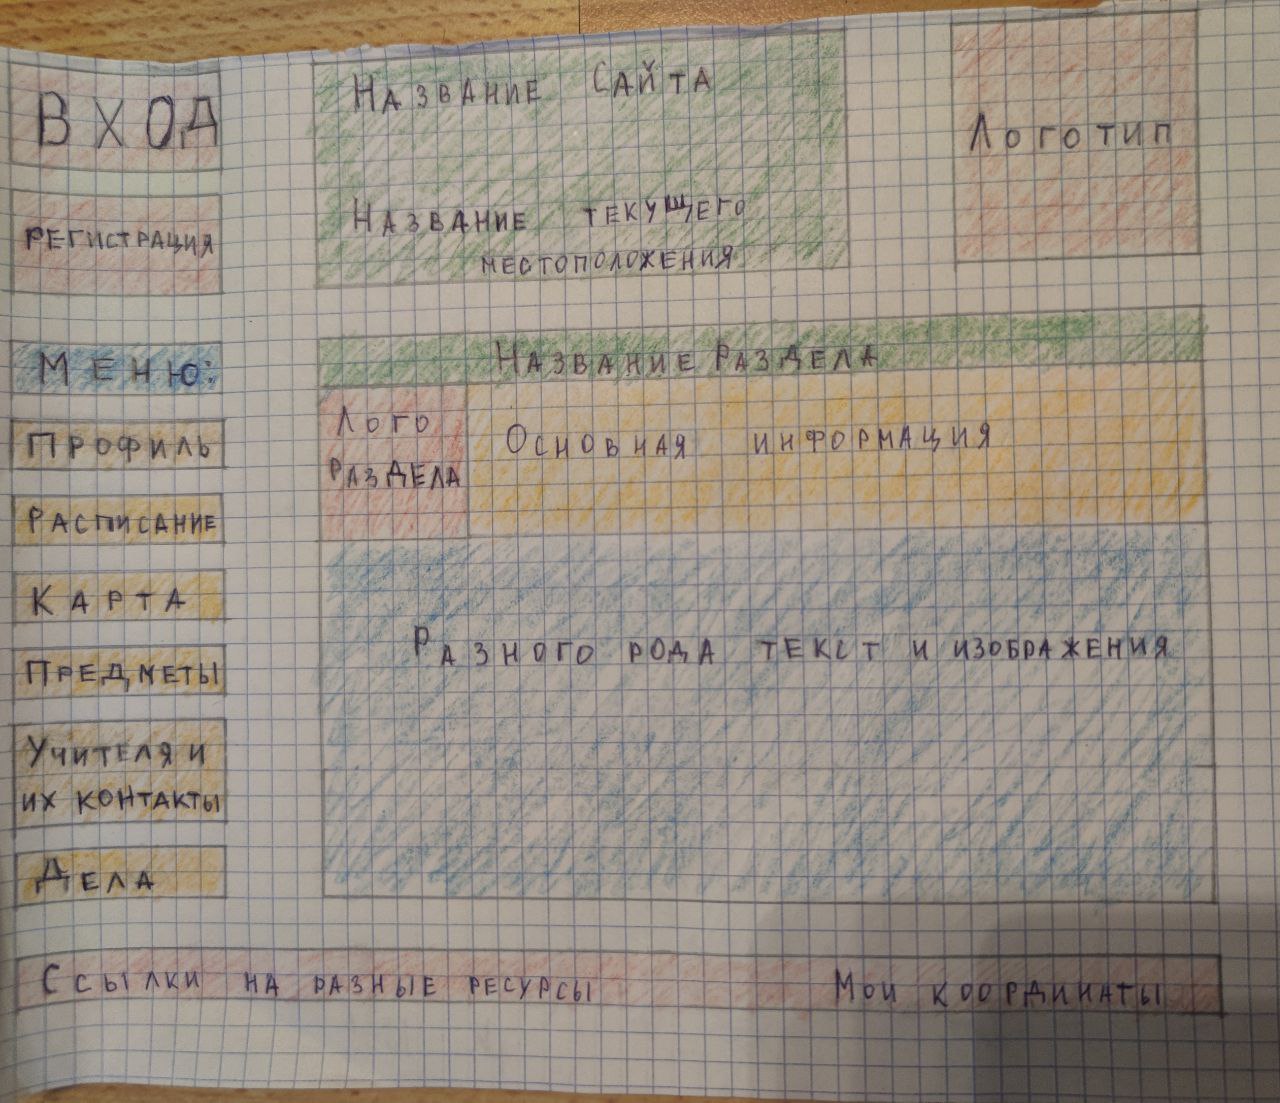 Вход
Регистрация
Название сайта
Название текущего
местоположения
Логотип
Меню:
Профиль
Расписание
Карта
Предметы
Учителя и
их контакты
Дела
Название раздела
Лого
раздела
Основная информация
Разного рода текст и изображения
Ссылки на разные ресурсы
Мои координаты